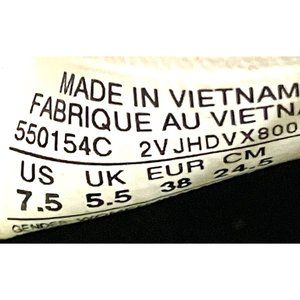 MADE IN VIETNAM
FABRIQUE AU VIETNA
550154C 2VJHDVX800
US UK EUR CM
7.5 5.5 38 24.5